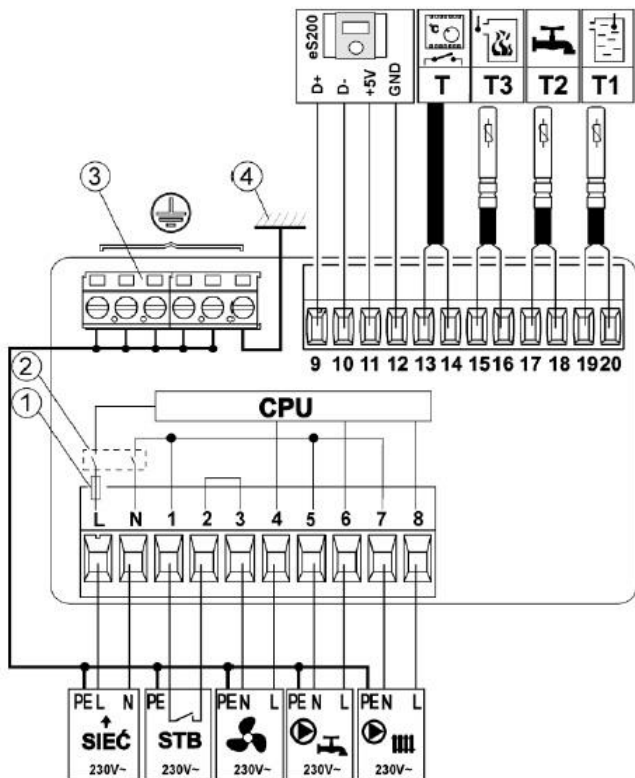 eS200
D+ D- +5V GND
°C
T T3 T2 T1
3 4
9 10 11 12 13 14 15 16 17 18 19 20
2
1
CPU
L N 1 2 3 4 5 6 7 8
PE L N PE PE N L PE N L PE N L
SIEĆ STB
230V~ 230V~ 230V~ 230V~ 230V~